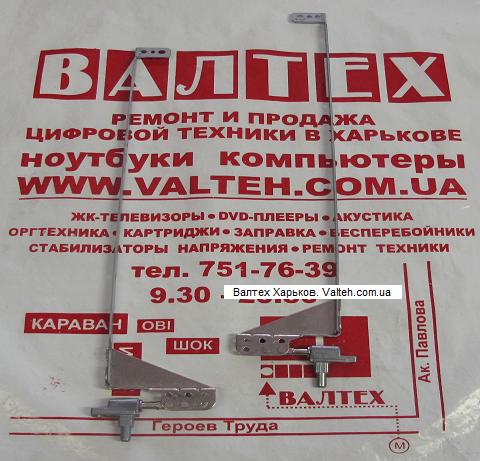 ВАЛТЕХ
РЕМОНТ И ПРОДАЖА
ЦИФРОВОЙ ТЕХНИКИ В ХАРЬКОВЕ
ноутбуки компьютеры
WWW.VALTEH.COM.UA
ЖК-ТЕЛЕВИЗОРЫ • DVD-ПЛЕЕРЫ • АКУСТИКА
ОРГТЕХНИКА • КАРТРИДЖИ • ЗАПРАВКА • БЕСПЕРЕБОЙНИКИ
СТАБИЛИЗАТОРЫ НАПРЯЖЕНИЯ • РЕМОНТ ТЕХНИКИ
тел. 751-76-39
9.30 -
Валтех Харьков. Valteh.com.ua
КАРАВАН
ОВІ
ШОК
Ак. Павлова
ВАЛТЕХ
Героев Труда
М